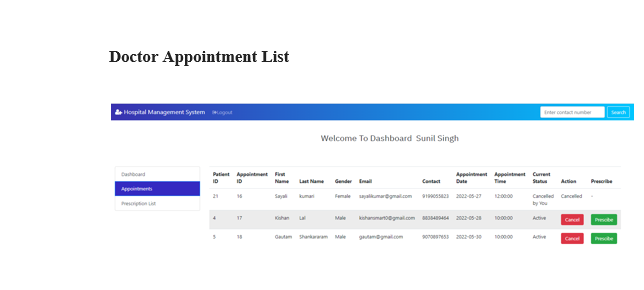 Doctor Appointment List
Hospital Management System Logout Enter contact number Search
Welcome To Dashboard Sunil Singh
Dashboard
Appointments
Prescription List
Patient ID Appointment ID First Name Last Name Gender Email Contact Appointment Date Appointment Time Current Status Action Prescribe
21 16 Sayali kumari Female sayalikumar@gmail.com 9199055823 2022-05-27 12:00:00 Cancelled by You Cancelled -
4 17 Kishan Lal Male kishansmart0@gmail.com 8838489464 2022-05-28 10:00:00 Active Cancel Prescibe
5 18 Gautam Shankararam Male gautam@gmail.com 9070897653 2022-05-30 10:00:00 Active Cancel Prescibe